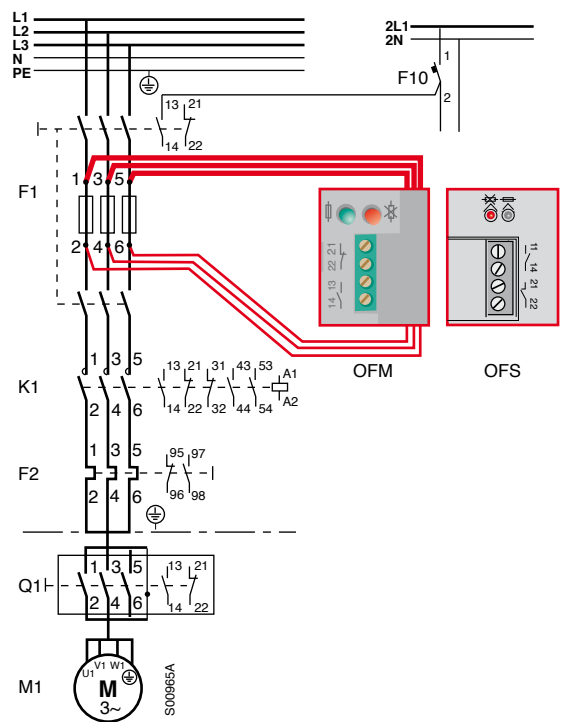 L1
L2
L3
N
PE
2L1
2N
1
F10
2
13 21
14 22
F1
1 3 5
2 4 6
21
22
13
14
OFM
11
14
21
22
OFS
K1
1 3 5
2 4 6
13 21 31 43 53
14 22 32 44 54
A1
A2
F2
1 3 5
2 4 6
95 97
96 98
Q1
1 3 5
2 4 6
13 21
14 22
M1
U1 V1 W1
M
3~
S00965A